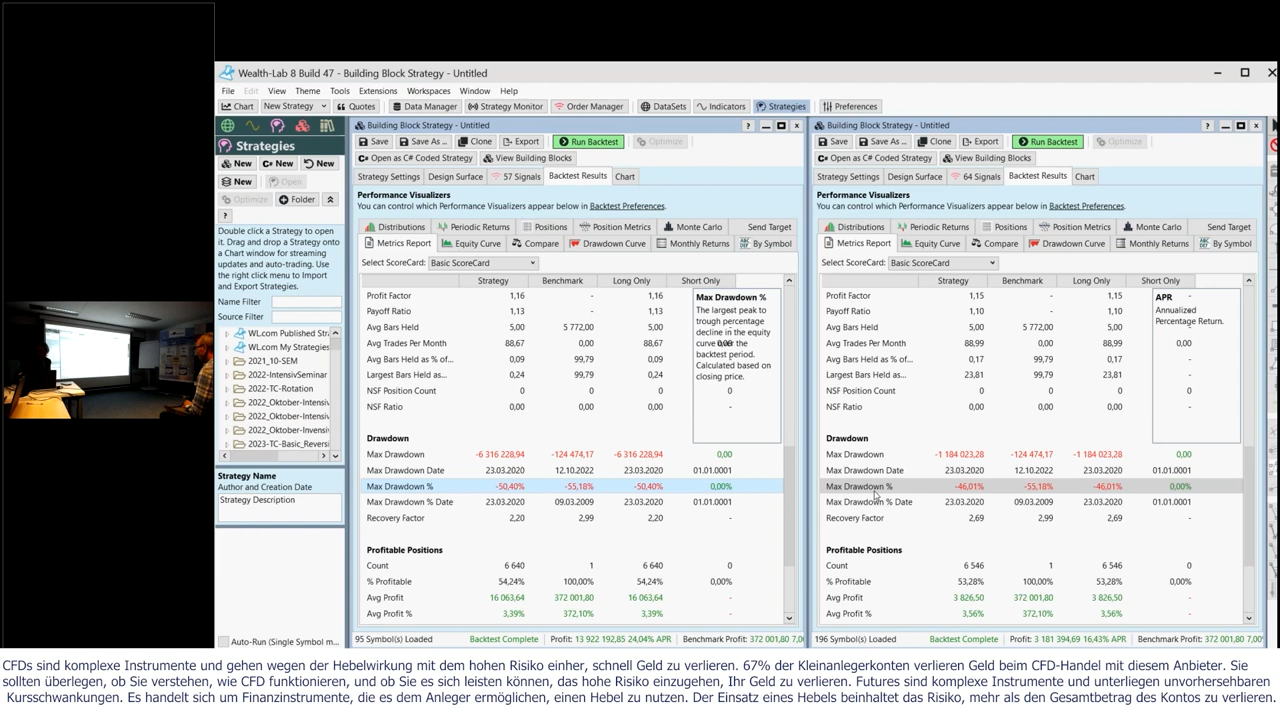 Wealth-Lab 8 Build 47 - Building Block Strategy - Untitled
File Edit View Theme Tools Extensions Workspaces Window Help
Chart New Strategy Quotes Data Manager Strategy Monitor Order Manager DataSets Indicators Strategies Preferences
Strategies
New New New
New Open
Optimize Folder
?
Double click a Strategy to open
it. Drag and drop a Strategy onto
a Chart window for streaming
updates and auto-trading. Use
the right click menu to Import
and Export Strategies.
Name Filter
Source Filter
WL.com Published Stra
WL.com My Strategies
2021_10-SEM
2022-IntensivSeminar
2022-TC-Rotation
2022_Oktober-Intensiv
2022_Oktober-Intensiv
2022_Oktober-Invensiv
2023-TC-Basic_Reversi
Strategy Name
Author and Creation Date
Strategy Description
Auto-Run (Single Symbol m...
Building Block Strategy - Untitled ?
Save Save As ... Clone Export Run Backtest Optimize
C# Open as C# Coded Strategy View Building Blocks
Strategy Settings Design Surface 57 Signals Backtest Results Chart
Performance Visualizers
You can control which Performance Visualizers appear below in Backtest Preferences.
Distributions Periodic Returns Positions Position Metrics Monte Carlo Send Target
Metrics Report Equity Curve Compare Drawdown Curve Monthly Returns By Symbol
Select ScoreCard: Basic ScoreCard
Strategy Benchmark Long Only Short Only
Profit Factor 1,16 - 1,16
Payoff Ratio 1,13 - 1,13
Avg Bars Held 5,00 5 772,00 5,00
Avg Trades Per Month 88,67 0,00 88,67 0,00
Avg Bars Held as % of... 0,09 99,79 0,09
Largest Bars Held as... 0,24 99,79 0,24
NSF Position Count 0 0 0 0
NSF Ratio 0,00 0,00 0,00 -
Max Drawdown %
The largest peak to
trough percentage
decline in the equity
curve over the
backtest period.
Calculated based on
closing price.
Drawdown
Max Drawdown -6 316 228,94 -124 474,17 -6 316 228,94 0,00
Max Drawdown Date 23.03.2020 12.10.2022 23.03.2020 01.01.0001
Max Drawdown % -50,40% -55,18% -50,40% 0,00%
Max Drawdown % Date 23.03.2020 09.03.2009 23.03.2020 01.01.0001
Recovery Factor 2,20 2,99 2,20 -
Profitable Positions
Count 6 640 1 6 640 0
% Profitable 54,24% 100,00% 54,24% 0,00%
Avg Profit 16 063,64 372 001,80 16 063,64 -
Avg Profit % 3,39% 372,10% 3,39% -
95 Symbol(s) Loaded Backtest Complete Profit: 13 922 192,85 24,04% APR Benchmark Profit: 372 001,80 7,0
Building Block Strategy - Untitled ?
Save Save As ... Clone Export Run Backtest Optimize
C# Open as C# Coded Strategy View Building Blocks
Strategy Settings Design Surface 64 Signals Backtest Results Chart
Performance Visualizers
You can control which Performance Visualizers appear below in Backtest Preferences.
Distributions Periodic Returns Positions Position Metrics Monte Carlo Send Target
Metrics Report Equity Curve Compare Drawdown Curve Monthly Returns By Symbol
Select ScoreCard: Basic ScoreCard
Strategy Benchmark Long Only Short Only
Profit Factor 1,15 - 1,15 -
Payoff Ratio 1,10 - 1,10
Avg Bars Held 5,00 5 772,00 5,00 -
Avg Trades Per Month 88,99 0,00 88,99 0,00
Avg Bars Held as % of... 0,17 99,79 0,17 -
Largest Bars Held as... 23,81 99,79 23,81 -
NSF Position Count 0 0 0 0
NSF Ratio 0,00 0,00 0,00 -
APR
Annualized
Percentage Return.
Drawdown
Max Drawdown -1 184 023,28 -124 474,17 -1 184 023,28 0,00
Max Drawdown Date 23.03.2020 12.10.2022 23.03.2020 01.01.0001
Max Drawdown % -46,01% -55,18% -46,01% 0,00%
Max Drawdown % Date 23.03.2020 09.03.2009 23.03.2020 01.01.0001
Recovery Factor 2,69 2,99 2,69 -
Profitable Positions
Count 6 546 1 6 546 0
% Profitable 53,28% 100,00% 53,28% 0,00%
Avg Profit 3 826,50 372 001,80 3 826,50 -
Avg Profit % 3,56% 372,10% 3,56% -
196 Symbol(s) Loaded Backtest Complete Profit: 3 181 394,69 16,43% APR Benchmark Profit: 372 001,80 7,00
CFDs sind komplexe Instrumente und gehen wegen der Hebelwirkung mit dem hohen Risiko einher, schnell Geld zu verlieren. 67% der Kleinanlegerkonten verlieren Geld beim CFD-Handel mit diesem Anbieter. Sie
sollten überlegen, ob Sie verstehen, wie CFD funktionieren, und ob Sie es sich leisten können, das hohe Risiko einzugehen, Ihr Geld zu verlieren. Futures sind komplexe Instrumente und unterliegen unvorhersehbaren
Kursschwankungen. Es handelt sich um Finanzinstrumente, die es dem Anleger ermöglichen, einen Hebel zu nutzen. Der Einsatz eines Hebels beinhaltet das Risiko, mehr als den Gesamtbetrag des Kontos zu verlieren.